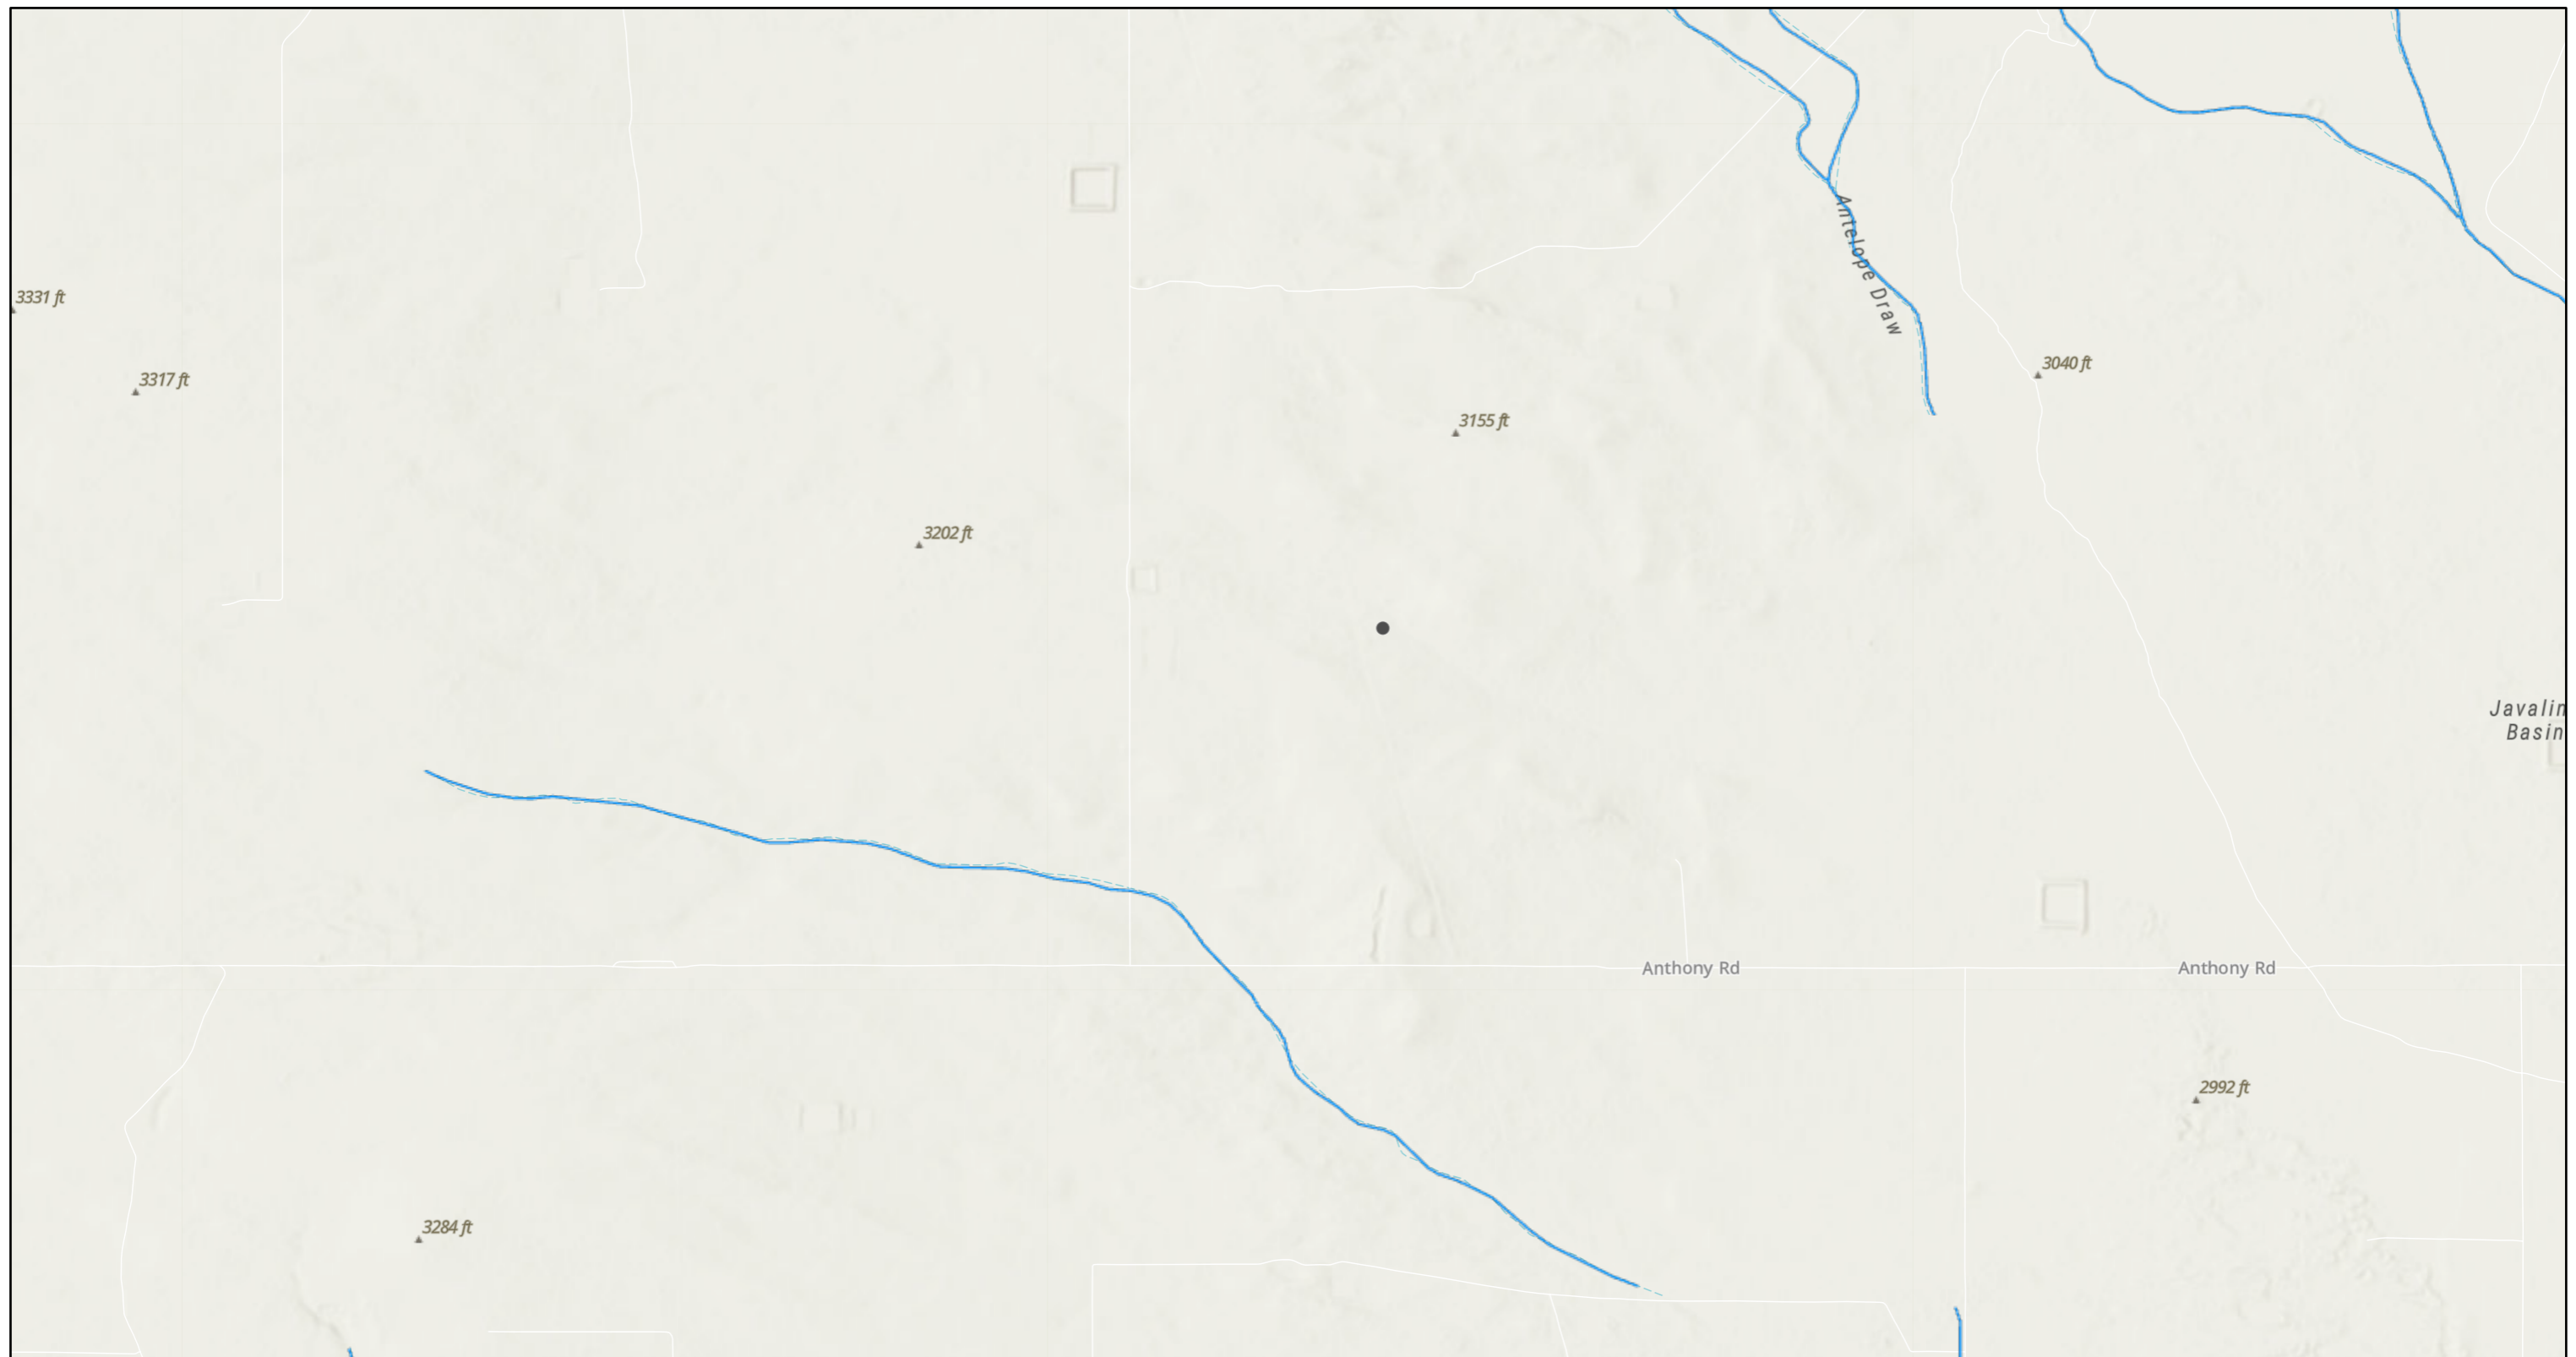 Antelope Draw
3331 ft
3317 ft
3040 ft
3155 ft
3202 ft
Javalin
Basin
Anthony Rd
Anthony Rd
2992 ft
3284 ft